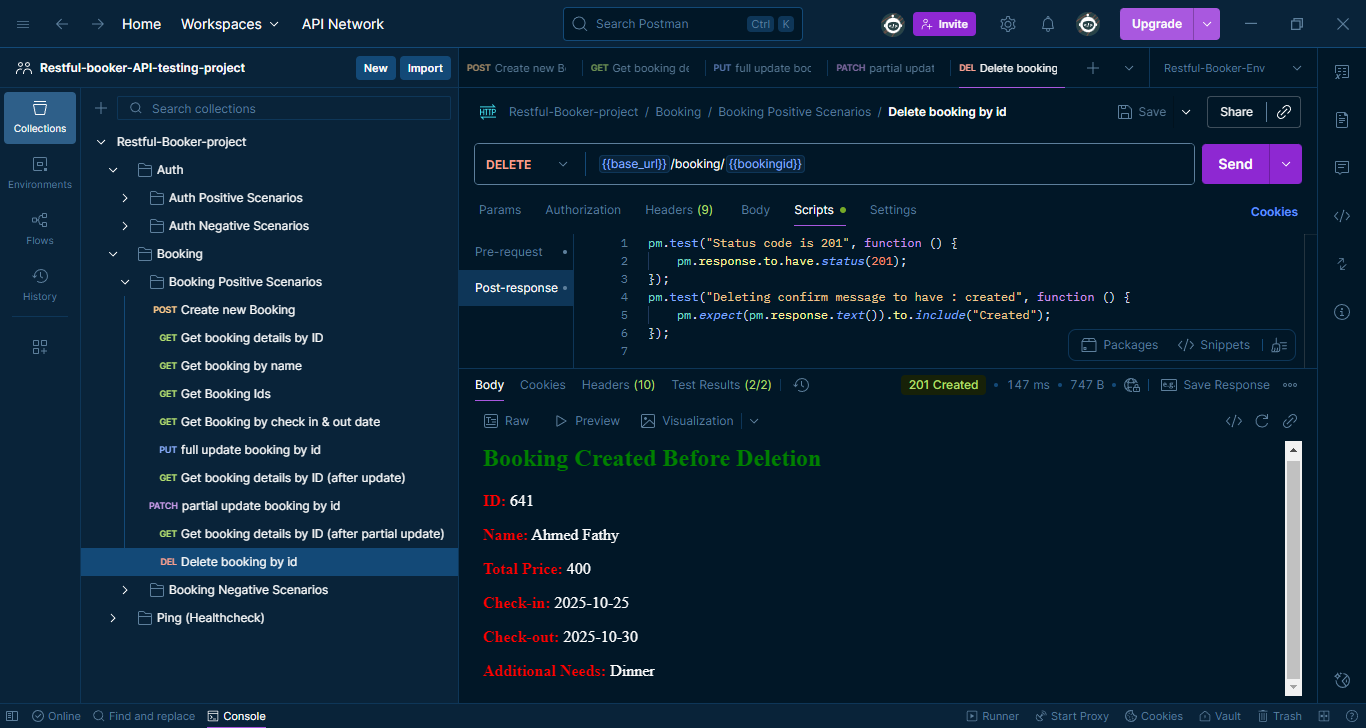 Home Workspaces API Network Search Postman Ctrl K Invite Upgrade
Restful-booker-API-testing-project New Import
POST Create new B GET Get booking de PUT full update boc PATCH partial updat DEL Delete booking Restful-Booker-Env
Collections
Environments
Flows
History
Search collections
Restful-Booker-project
Auth
Auth Positive Scenarios
Auth Negative Scenarios
Booking
Booking Positive Scenarios
POST Create new Booking
GET Get booking details by ID
GET Get booking by name
GET Get Booking Ids
GET Get Booking by check in & out date
PUT full update booking by id
GET Get booking details by ID (after update)
PATCH partial update booking by id
GET Get booking details by ID (after partial update)
DEL Delete booking by id
Booking Negative Scenarios
Ping (Healthcheck)
HTTP Restful-Booker-project / Booking / Booking Positive Scenarios / Delete booking by id Save Share
DELETE {{base_url}} /booking/ {{bookingid}} Send
Params Authorization Headers (9) Body Scripts Settings Cookies
Pre-request
Post-response
1 pm.test("Status code is 201", function () {
2 pm.response.to.have.status(201);
3 });
4 pm.test("Deleting confirm message to have : created", function () {
5 pm.expect(pm.response.text()).to.include("Created");
6 });
7
Packages Snippets
Body Cookies Headers (10) Test Results (2/2) 201 Created • 147 ms • 747 B e.g. Save Response
Raw Preview Visualization
Booking Created Before Deletion
ID: 641
Name: Ahmed Fathy
Total Price: 400
Check-in: 2025-10-25
Check-out: 2025-10-30
Additional Needs: Dinner
Online Find and replace Console Runner Start Proxy Cookies Vault Trash